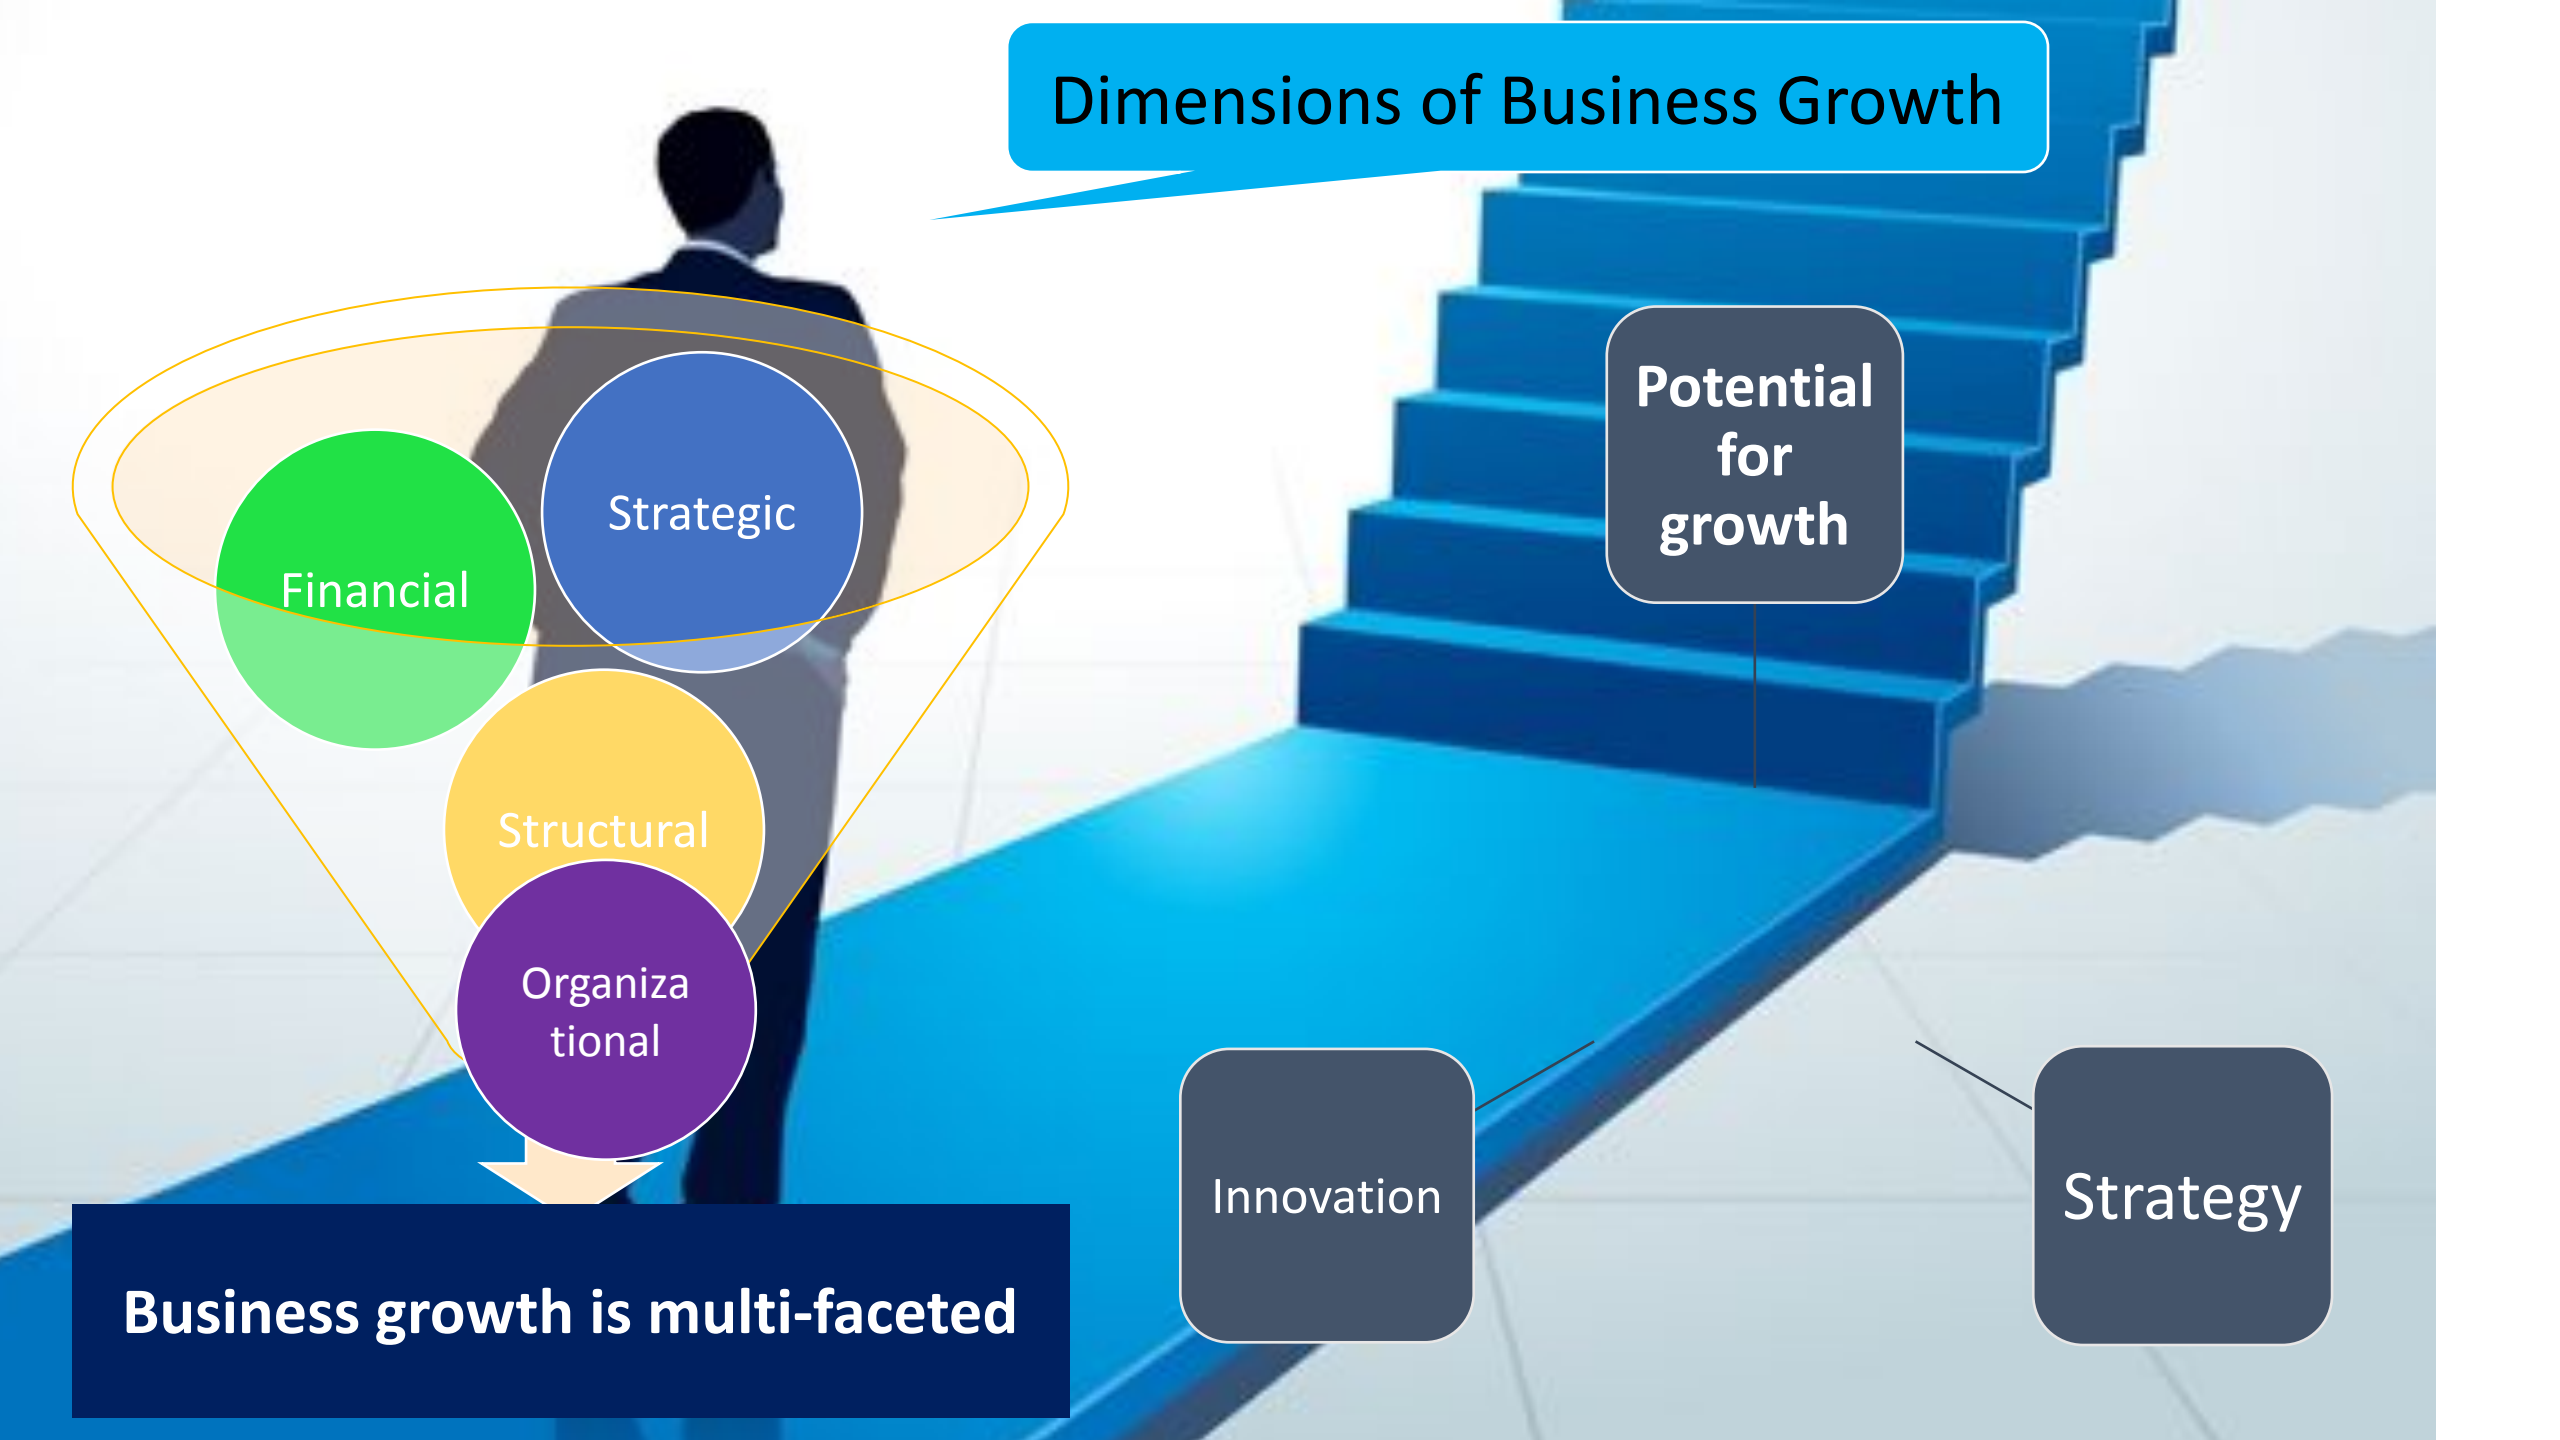 Dimensions of Business Growth
Strategic
Financial
Structural
Organiza
tional
Business growth is multi-faceted
Potential
for
growth
Innovation
Strategy